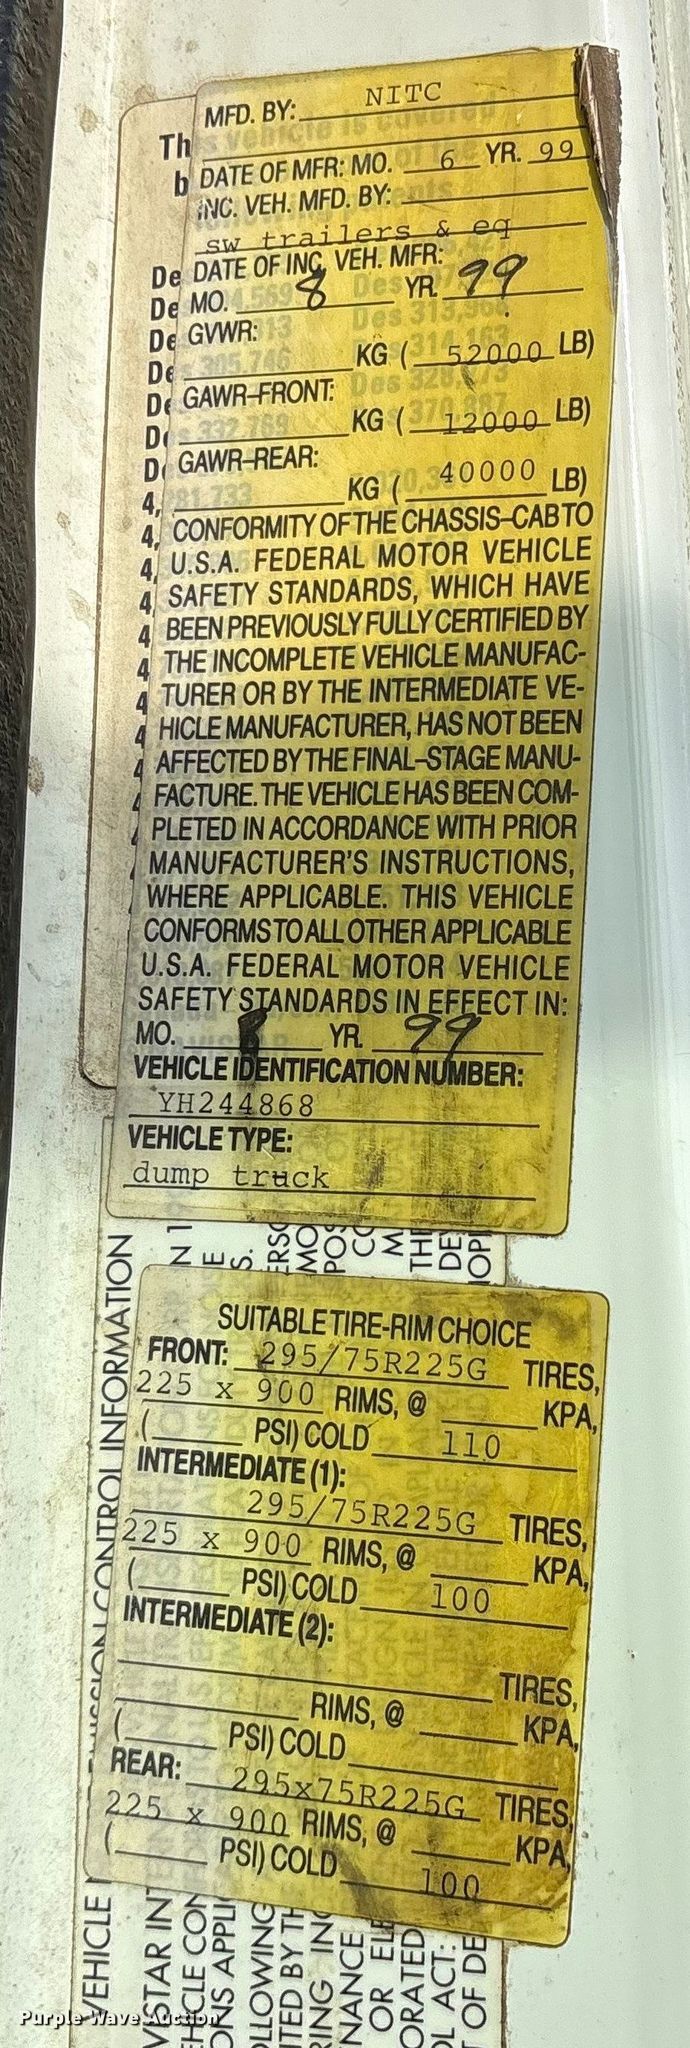 MFD. BY: NITC
DATE OF MFR: MO. 6 YR. 99
INC. VEH. MFD. BY:
sw trailers & eq
DATE OF INC. VEH. MFR:
MO. 8 YR. 99
GVWR:
KG ( 52000 LB)
GAWR-FRONT:
KG ( 12000 LB)
GAWR-REAR:
KG ( 40000 LB)
CONFORMITY OF THE CHASSIS-CAB TO
U.S.A. FEDERAL MOTOR VEHICLE
SAFETY STANDARDS, WHICH HAVE
BEEN PREVIOUSLY FULLY CERTIFIED BY
THE INCOMPLETE VEHICLE MANUFAC-
TURER OR BY THE INTERMEDIATE VE-
HICLE MANUFACTURER, HAS NOT BEEN
AFFECTED BY THE FINAL-STAGE MANU-
FACTURE. THE VEHICLE HAS BEEN COM-
PLETED IN ACCORDANCE WITH PRIOR
MANUFACTURER'S INSTRUCTIONS,
WHERE APPLICABLE. THIS VEHICLE
CONFORMS TO ALL OTHER APPLICABLE
U.S.A. FEDERAL MOTOR VEHICLE
SAFETY STANDARDS IN EFFECT IN:
MO. 8 YR. 99
VEHICLE IDENTIFICATION NUMBER:
YH244868
VEHICLE TYPE:
dump truck
SUITABLE TIRE-RIM CHOICE
FRONT: 295/75R225G TIRES,
225 x 900 RIMS, @ KPA,
( PSI) COLD 110
INTERMEDIATE (1):
295/75R225G TIRES,
225 x 900 RIMS, @ KPA,
( PSI) COLD 100
INTERMEDIATE (2):
TIRES,
RIMS, @ KPA,
( PSI) COLD
REAR: 295x75R225G TIRES,
225 x 900 RIMS, @ KPA,
( PSI) COLD 100
Purple Wave Auction